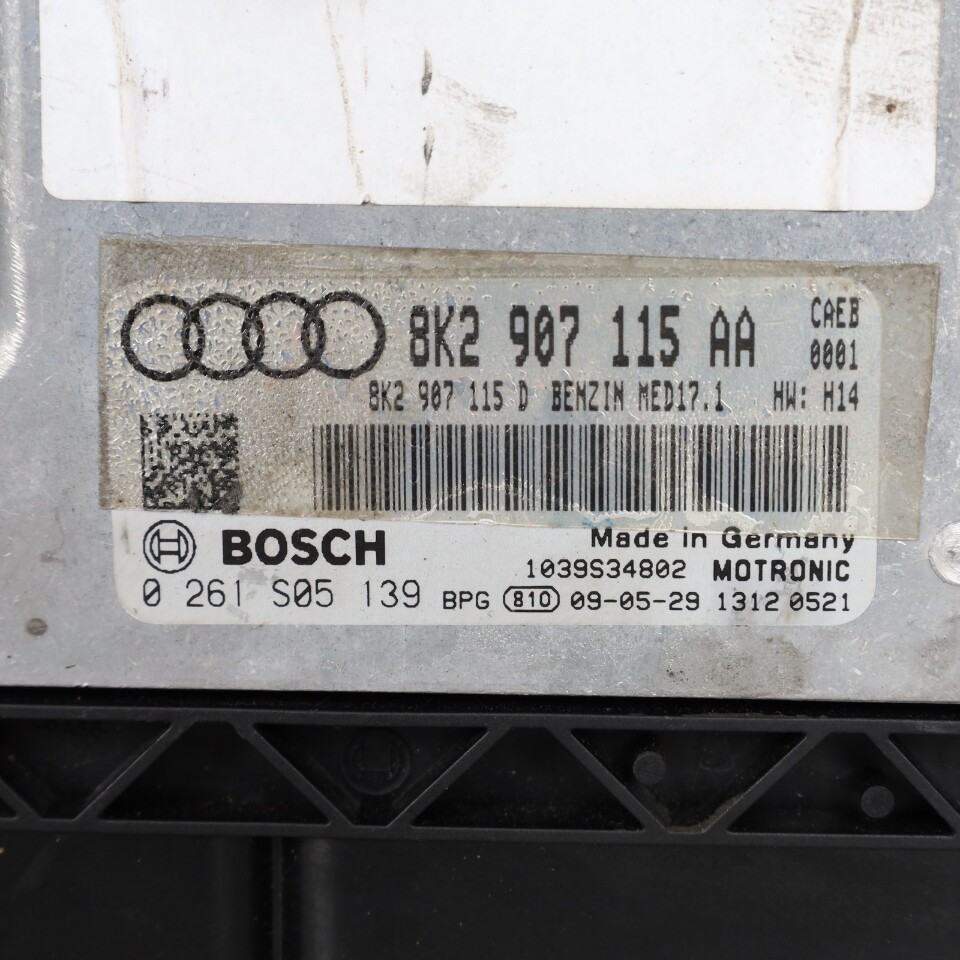 8K2 907 115 AA CAEB
0001
8K2 907 115 D BENZIN MED17.1 HW: H14
BOSCH Made in Germany
1039S34802 MOTRONIC
0 261 S05 139 BPG 810 09-05-29 1312 0521